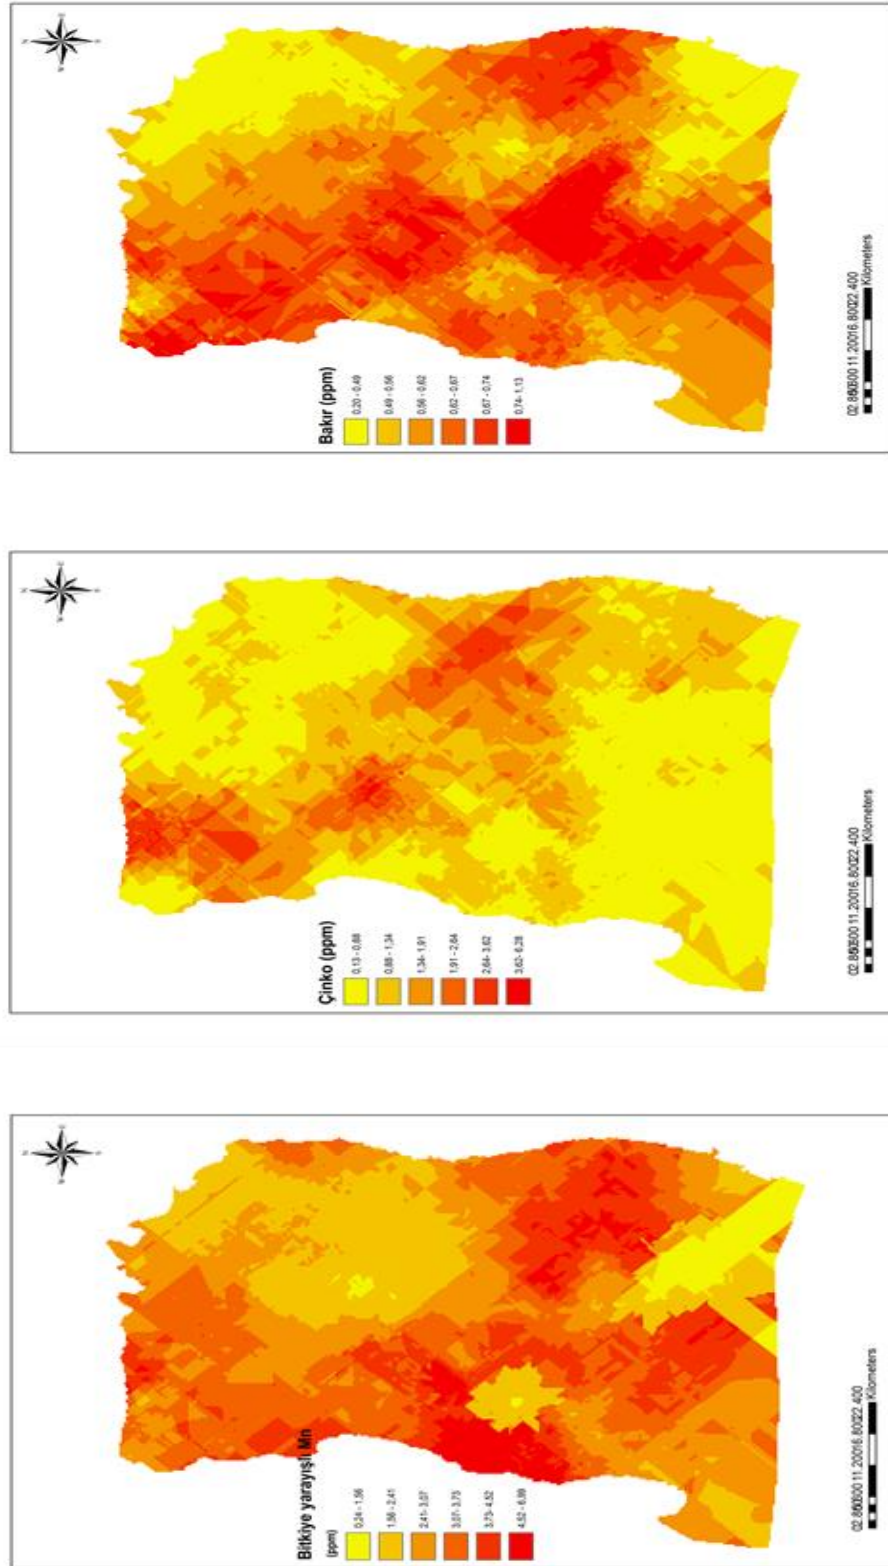 Bakır (ppm)
0,20 - 0,49
0,49 - 0,56
0,56 - 0,62
0,62 - 0,67
0,67 - 0,74
0,74 - 1,13
Kilometers
Çinko (ppm)
0,13 - 0,88
0,88 - 1,34
1,34 - 1,91
1,91 - 2,64
2,64 - 3,62
3,62 - 6,28
Kilometers
Bitkiye yarayışlı Mn
(ppm)
0,24 - 1,56
1,56 - 2,41
2,41 - 3,07
3,07 - 3,73
3,73 - 4,52
4,52 - 6,99
Kilometers